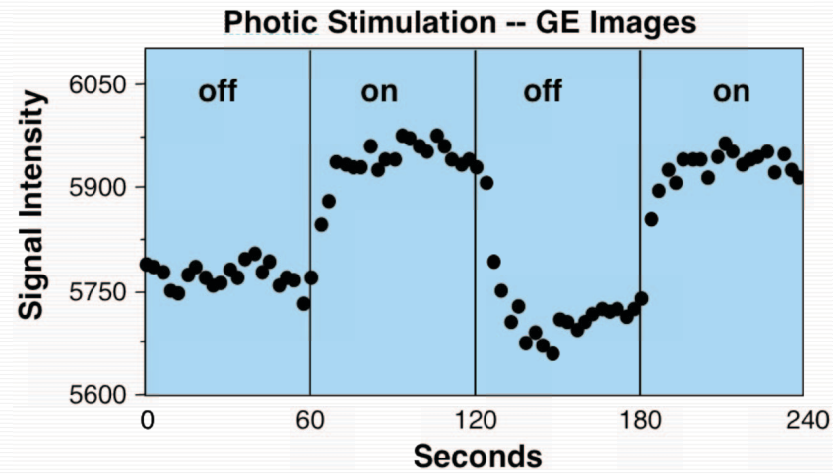 Photic Stimulation -- GE Images
off on off on
Signal Intensity
6050
5900
5750
5600
0 60 120 180 240
Seconds